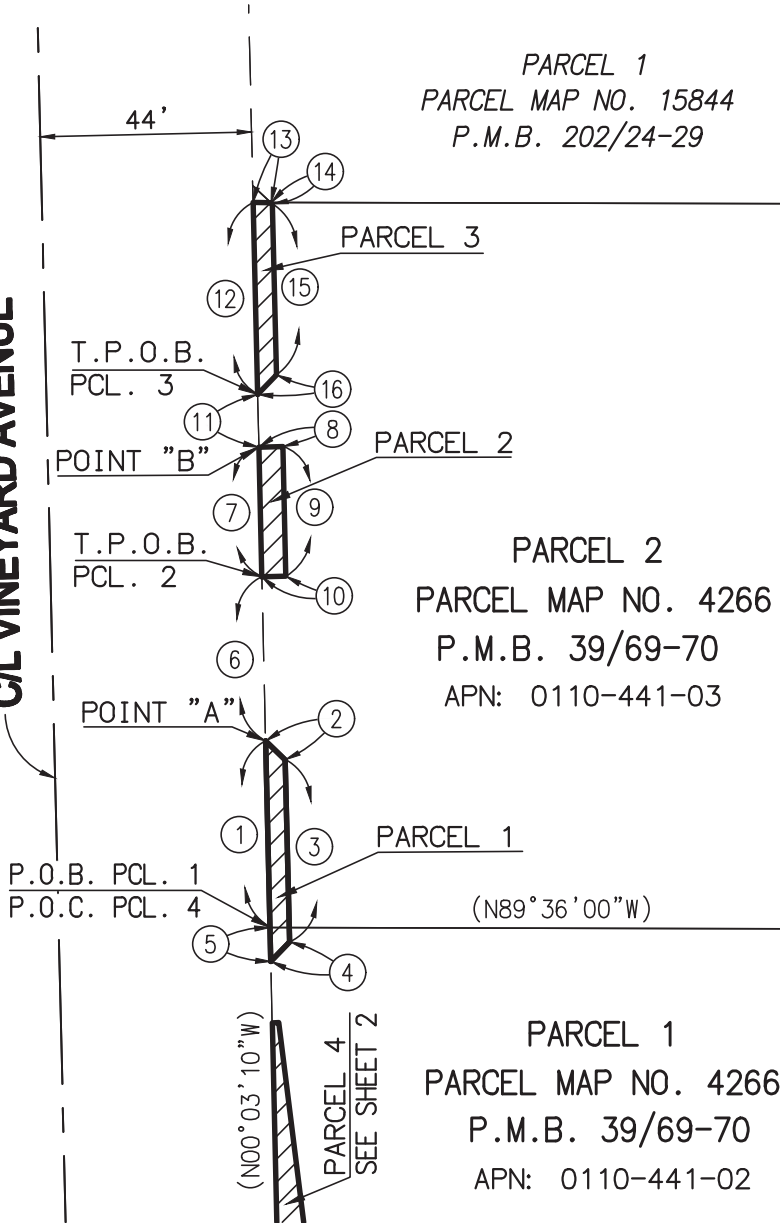 PARCEL 1
PARCEL MAP NO. 15844
P.M.B. 202/24-29
44'
13
14
PARCEL 3
12
15
T.P.O.B.
PCL. 3
16
11
8
PARCEL 2
POINT "B"
7
9
T.P.O.B.
PCL. 2
10
PARCEL 2
PARCEL MAP NO. 4266
P.M.B. 39/69-70
APN: 0110-441-03
6
C/L VINEYARD AVENUE
POINT "A"
2
1
3
PARCEL 1
P.O.B. PCL. 1
P.O.C. PCL. 4
(N89°36'00"W)
5
4
(N00°03'10"W)
PARCEL 4
SEE SHEET 2
PARCEL 1
PARCEL MAP NO. 4266
P.M.B. 39/69-70
APN: 0110-441-02